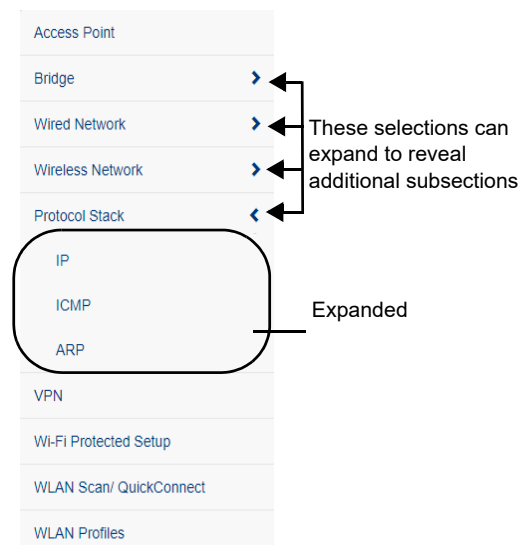 Access Point
Bridge
Wired Network
Wireless Network
These selections can
expand to reveal
additional subsections
Protocol Stack
IP
ICMP
ARP
Expanded
VPN
Wi-Fi Protected Setup
WLAN Scan/ QuickConnect
WLAN Profiles